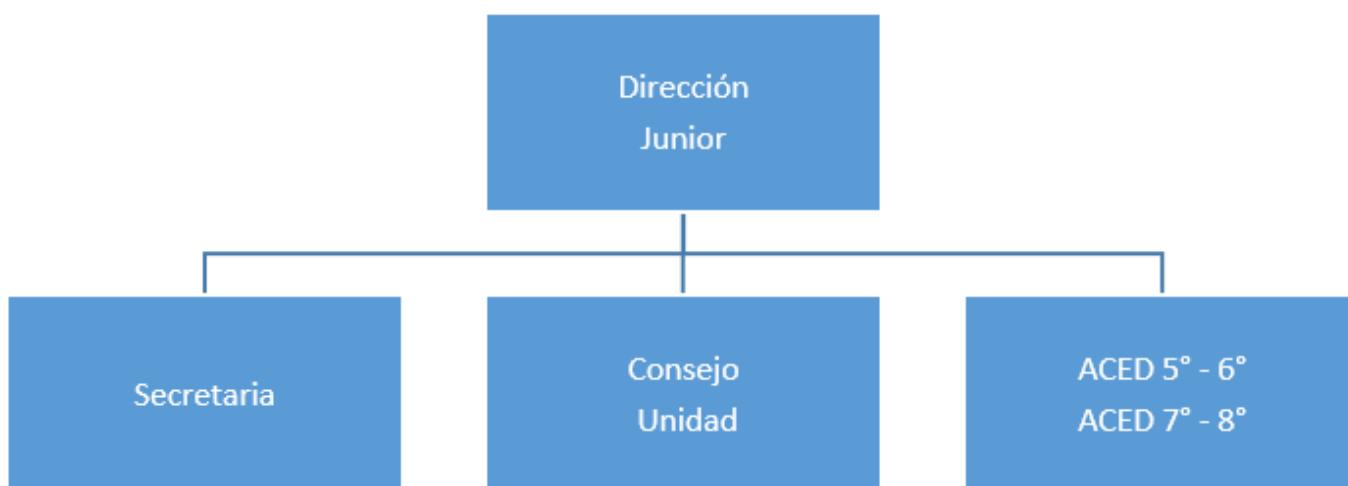 Dirección
Junior
Secretaria
Consejo
Unidad
ACED 5° - 6°
ACED 7° - 8°